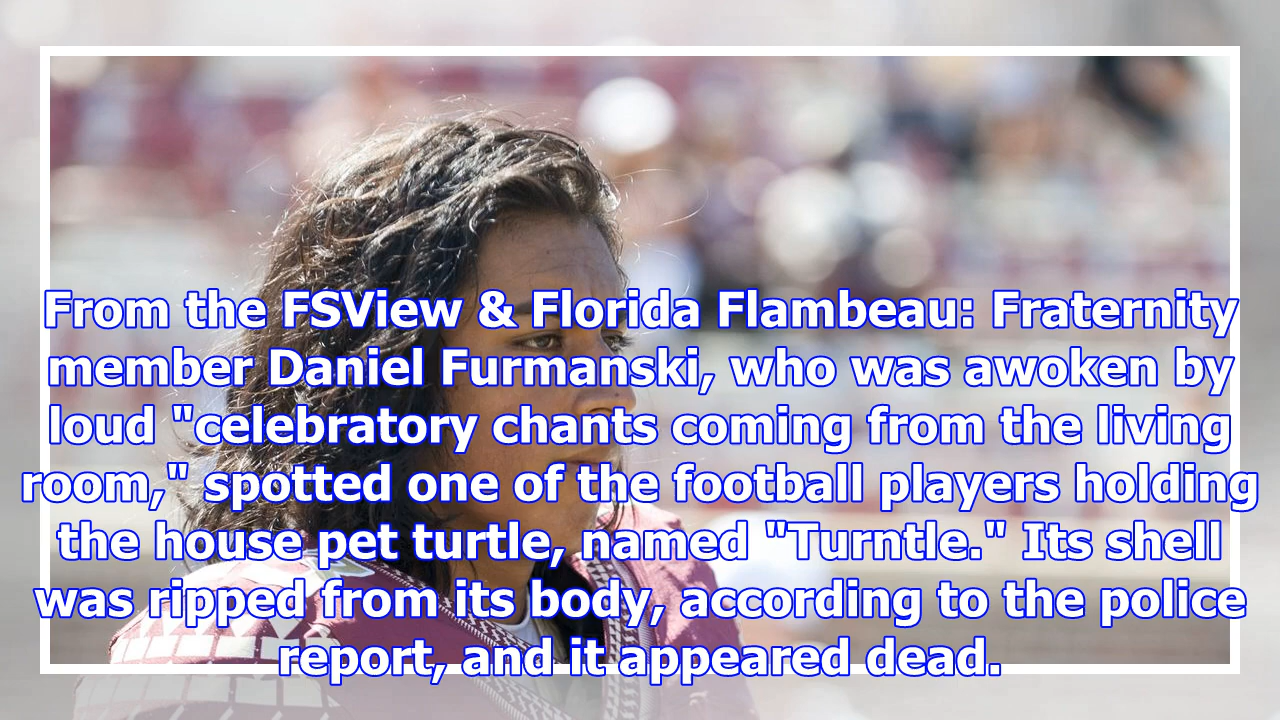 From the FSView & Florida Flambeau: Fraternity
member Daniel Furmanski, who was awoken by
loud "celebratory chants coming from the living
room," spotted one of the football players holding
the house pet turtle, named "Turntle." Its shell
was ripped from its body, according to the police
report, and it appeared dead.